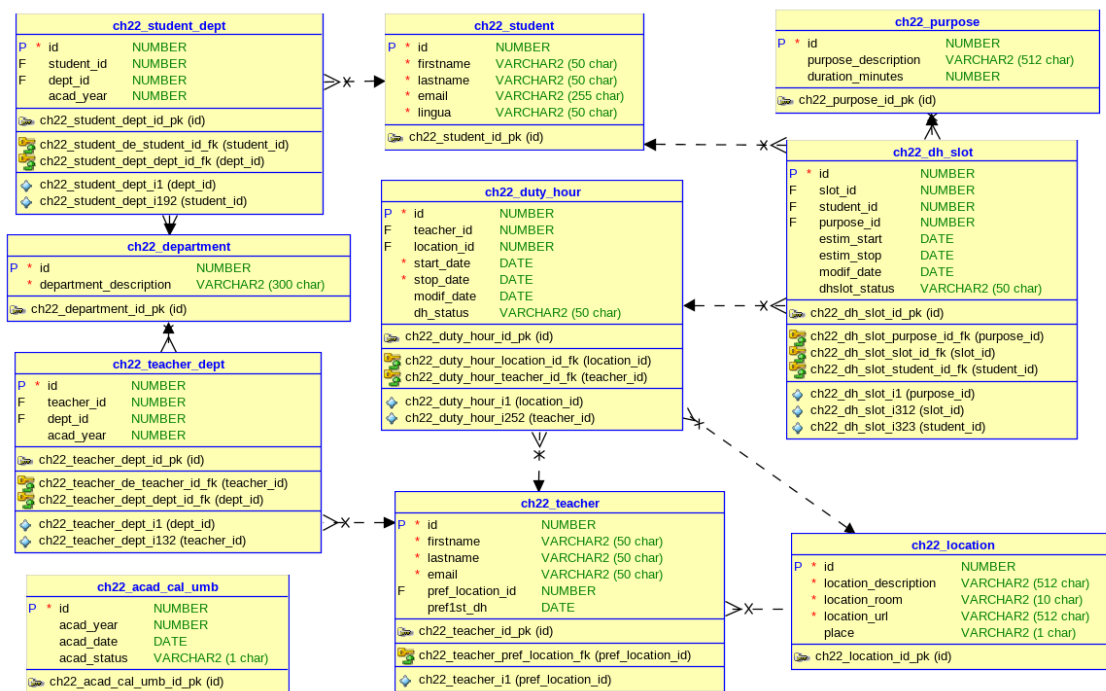 ch22_student_dept
P * id NUMBER
F student_id NUMBER
F dept_id NUMBER
acad_year NUMBER
ch22_student_dept_id_pk (id)
ch22_student_de_student_id_fk (student_id)
ch22_student_dept_dept_id_fk (dept_id)
ch22_student_dept_i1 (dept_id)
ch22_student_dept_i192 (student_id)
ch22_student
P * id NUMBER
* firstname VARCHAR2 (50 char)
* lastname VARCHAR2 (50 char)
* email VARCHAR2 (255 char)
* lingua VARCHAR2 (50 char)
ch22_student_id_pk (id)
ch22_purpose
P * id NUMBER
purpose_description VARCHAR2 (512 char)
duration_minutes NUMBER
ch22_purpose_id_pk (id)
ch22_dh_slot
P * id NUMBER
F slot_id NUMBER
F student_id NUMBER
F purpose_id NUMBER
estim_start DATE
estim_stop DATE
modif_date DATE
dhslot_status VARCHAR2 (50 char)
ch22_dh_slot_id_pk (id)
ch22_dh_slot_purpose_id_fk (purpose_id)
ch22_dh_slot_slot_id_fk (slot_id)
ch22_dh_slot_student_id_fk (student_id)
ch22_dh_slot_i1 (purpose_id)
ch22_dh_slot_i312 (slot_id)
ch22_dh_slot_i323 (student_id)
ch22_duty_hour
P * id NUMBER
F teacher_id NUMBER
F location_id NUMBER
* start_date DATE
* stop_date DATE
modif_date DATE
dh_status VARCHAR2 (50 char)
ch22_duty_hour_id_pk (id)
ch22_duty_hour_location_id_fk (location_id)
ch22_duty_hour_teacher_id_fk (teacher_id)
ch22_duty_hour_i1 (location_id)
ch22_duty_hour_i252 (teacher_id)
ch22_department
P * id NUMBER
* department_description VARCHAR2 (300 char)
ch22_department_id_pk (id)
ch22_teacher_dept
P * id NUMBER
F teacher_id NUMBER
F dept_id NUMBER
acad_year NUMBER
ch22_teacher_dept_id_pk (id)
ch22_teacher_de_teacher_id_fk (teacher_id)
ch22_teacher_dept_dept_id_fk (dept_id)
ch22_teacher_dept_i1 (dept_id)
ch22_teacher_dept_i132 (teacher_id)
ch22_teacher
P * id NUMBER
* firstname VARCHAR2 (50 char)
* lastname VARCHAR2 (50 char)
* email VARCHAR2 (50 char)
F pref_location_id NUMBER
pref1st_dh DATE
ch22_teacher_id_pk (id)
ch22_teacher_pref_location_fk (pref_location_id)
ch22_teacher_i1 (pref_location_id)
ch22_location
P * id NUMBER
* location_description VARCHAR2 (512 char)
* location_room VARCHAR2 (10 char)
* location_url VARCHAR2 (512 char)
place VARCHAR2 (1 char)
ch22_location_id_pk (id)
ch22_acad_cal_umb
P * id NUMBER
acad_year NUMBER
acad_date DATE
acad_status VARCHAR2 (1 char)
ch22_acad_cal_umb_id_pk (id)